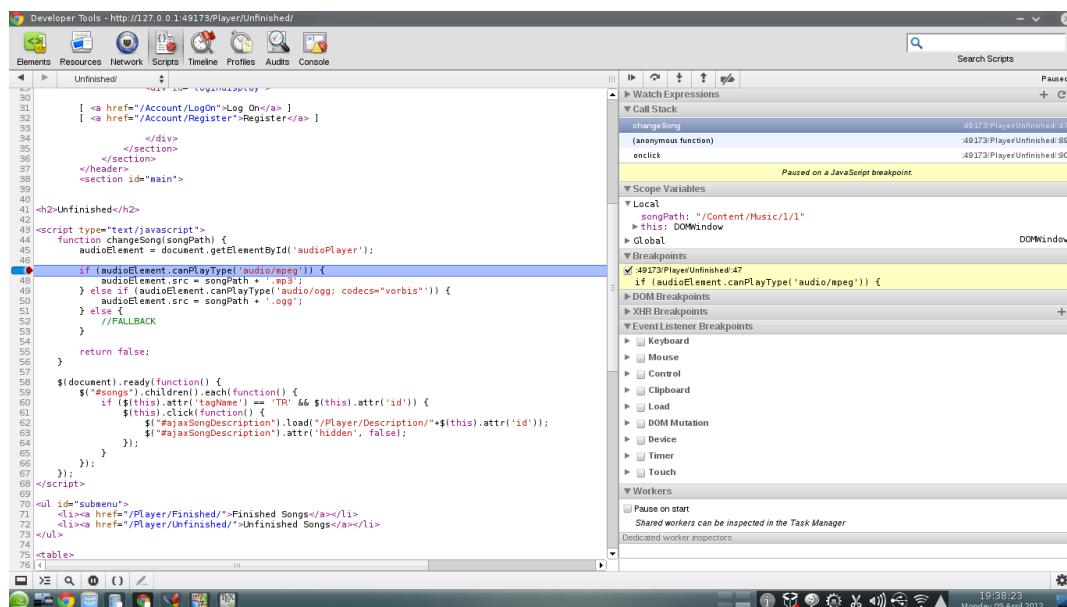 Developer Tools - http://127.0.0.1:49173/Player/Unfinished/
Elements Resources Network Scripts Timeline Profiles Audits Console
Search Scripts
Unfinished/
Paused
29 <div id="logindisplay">
30
31 [ <a href="/Account/LogOn">Log On</a> ]
32 [ <a href="/Account/Register">Register</a> ]
33
34 </div>
35 </section>
36 </section>
37 </header>
38 <section id="main">
39
40
41 <h2>Unfinished</h2>
42
43 <script type="text/javascript">
44 function changeSong(songPath) {
45 audioElement = document.getElementById('audioPlayer');
46
if (audioElement.canPlayType('audio/mpeg')) {
48 audioElement.src = songPath + '.mp3';
49 } else if (audioElement.canPlayType('audio/ogg; codecs="vorbis"')) {
50 audioElement.src = songPath + '.ogg';
51 } else {
52 //FALLBACK
53 }
54
55 return false;
56 }
57
58 $(document).ready(function() {
59 $("#songs").children().each(function() {
60 if ($(this).attr('tagName') == 'TR' && $(this).attr('id')) {
61 $(this).click(function() {
62 $("#ajaxSongDescription").load("/Player/Description/"+$(this).attr('id'));
63 $("#ajaxSongDescription").attr('hidden', false);
64 });
65 }
66 });
67 });
68 </script>
69
70 <ul id="submenu">
71 <li><a href="/Player/Finished/">Finished Songs</a></li>
72 <li><a href="/Player/Unfinished/">Unfinished Songs</a></li>
73 </ul>
74
75 <table>
76
Watch Expressions
Call Stack
changeSong :49173/Player/Unfinished/:47
(anonymous function) :49173/Player/Unfinished/:89
onclick :49173/Player/Unfinished/:90
Paused on a JavaScript breakpoint.
Scope Variables
Local
songPath: "/Content/Music/1/1"
this: DOMWindow
Global DOMWindow
Breakpoints
:49173/Player/Unfinished/:47
if (audioElement.canPlayType('audio/mpeg')) {
DOM Breakpoints
XHR Breakpoints
Event Listener Breakpoints
Keyboard
Mouse
Control
Clipboard
Load
DOM Mutation
Device
Timer
Touch
Workers
Pause on start
Shared workers can be inspected in the Task Manager
Dedicated worker inspectors
19:38:23
Monday 09 April 2012